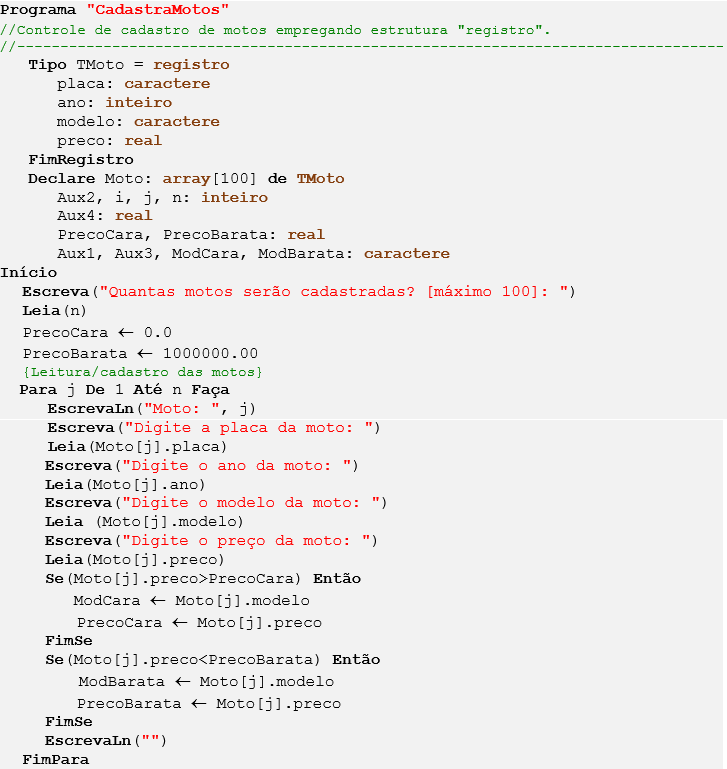 Programa "CadastraMotos"
//Controle de cadastro de motos empregando estrutura "registro".
//---------------------------------------------------------------------------
Tipo TMoto = registro
placa: caractere
ano: inteiro
modelo: caractere
preco: real
FimRegistro
Declare Moto: array[100] de TMoto
Aux2, i, j, n: inteiro
Aux4: real
PrecoCara, PrecoBarata: real
Aux1, Aux3, ModCara, ModBarata: caractere
Início
Escreva("Quantas motos serão cadastradas? [máximo 100]: ")
Leia(n)
PrecoCara ← 0.0
PrecoBarata ← 1000000.00
{Leitura/cadastro das motos}
Para j De 1 Até n Faça
EscrevaLn("Moto: ", j)
Escreva("Digite a placa da moto: ")
Leia(Moto[j].placa)
Escreva("Digite o ano da moto: ")
Leia(Moto[j].ano)
Escreva("Digite o modelo da moto: ")
Leia (Moto[j].modelo)
Escreva("Digite o preço da moto: ")
Leia(Moto[j].preco)
Se(Moto[j].preco>PrecoCara) Então
ModCara ← Moto[j].modelo
PrecoCara ← Moto[j].preco
FimSe
Se(Moto[j].preco<PrecoBarata) Então
ModBarata ← Moto[j].modelo
PrecoBarata ← Moto[j].preco
FimSe
EscrevaLn("")
FimPara